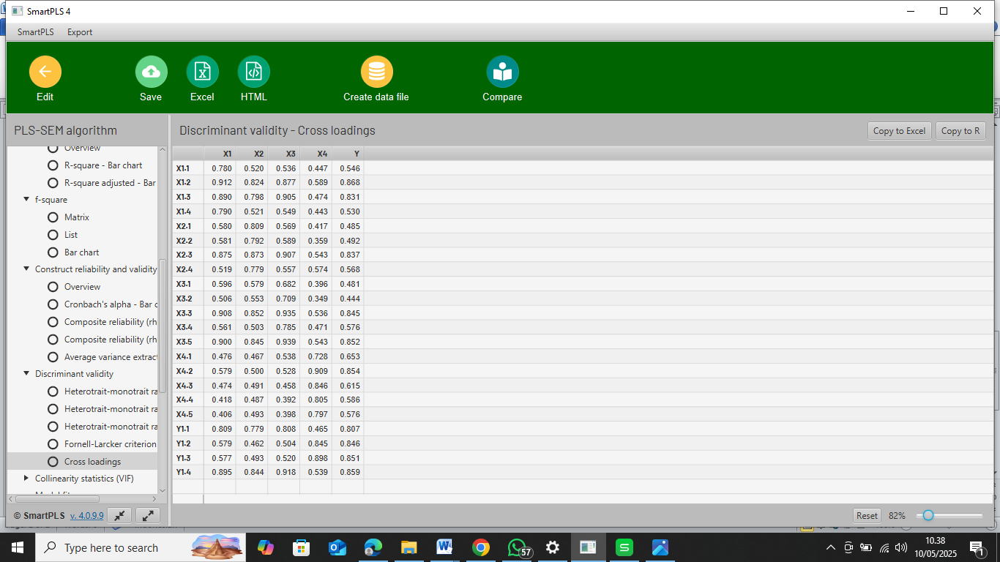 SmartPLS 4
SmartPLS Export
Edit Save Excel HTML Create data file Compare
PLS-SEM algorithm
Overview
R-square - Bar chart
R-square adjusted - Bar
f-square
Matrix
List
Bar chart
Construct reliability and validity
Overview
Cronbach's alpha - Bar c
Composite reliability (rh
Composite reliability (rh
Average variance extrac
Discriminant validity
Heterotrait-monotrait ra
Heterotrait-monotrait ra
Heterotrait-monotrait ra
Fornell-Larcker criterion
Cross loadings
Collinearity statistics (VIF)
© SmartPLS v. 4.0.9.9
Discriminant validity - Cross loadings Copy to Excel Copy to R
X1 X2 X3 X4 Y
X1.1 0.780 0.520 0.536 0.447 0.546
X1.2 0.912 0.824 0.877 0.589 0.868
X1.3 0.890 0.798 0.905 0.474 0.831
X1.4 0.790 0.521 0.549 0.443 0.530
X2.1 0.580 0.809 0.569 0.417 0.485
X2.2 0.581 0.792 0.589 0.359 0.492
X2.3 0.875 0.873 0.907 0.543 0.837
X2.4 0.519 0.779 0.557 0.574 0.568
X3.1 0.596 0.579 0.682 0.396 0.481
X3.2 0.506 0.553 0.709 0.349 0.444
X3.3 0.908 0.852 0.935 0.536 0.845
X3.4 0.561 0.503 0.785 0.471 0.576
X3.5 0.900 0.845 0.939 0.543 0.852
X4.1 0.476 0.467 0.538 0.728 0.653
X4.2 0.579 0.500 0.528 0.909 0.854
X4.3 0.474 0.491 0.458 0.846 0.615
X4.4 0.418 0.487 0.392 0.805 0.586
X4.5 0.406 0.493 0.398 0.797 0.576
Y1.1 0.809 0.779 0.808 0.465 0.807
Y1.2 0.579 0.462 0.504 0.845 0.846
Y1.3 0.577 0.493 0.520 0.898 0.851
Y1.4 0.895 0.844 0.918 0.539 0.859
Reset 82%
Type here to search
57
10.38
10/05/2025
1